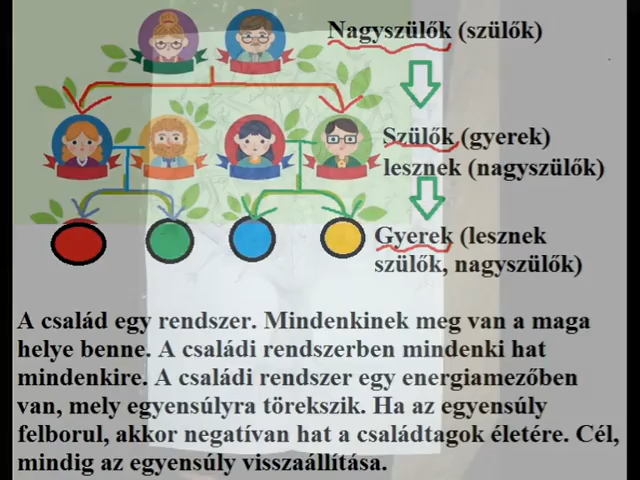 Nagyszülők (szülők)
Szülők (gyerek)
lesznek (nagyszülők)
Gyerek (lesznek
szülők, nagyszülők)
A család egy rendszer. Mindenkinek meg van a maga
helye benne. A családi rendszerben mindenki hat
mindenkire. A családi rendszer egy energiamezőben
van, mely egyensúlyra törekszik. Ha az egyensúly
felborul, akkor negatívan hat a családtagok életére. Cél,
mindig az egyensúly visszaállítása.